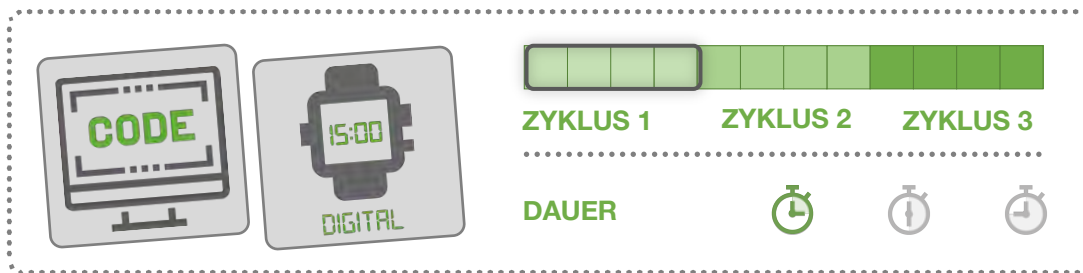 CODE
15:00
DIGITAL
ZYKLUS 1
ZYKLUS 2
ZYKLUS 3
DAUER